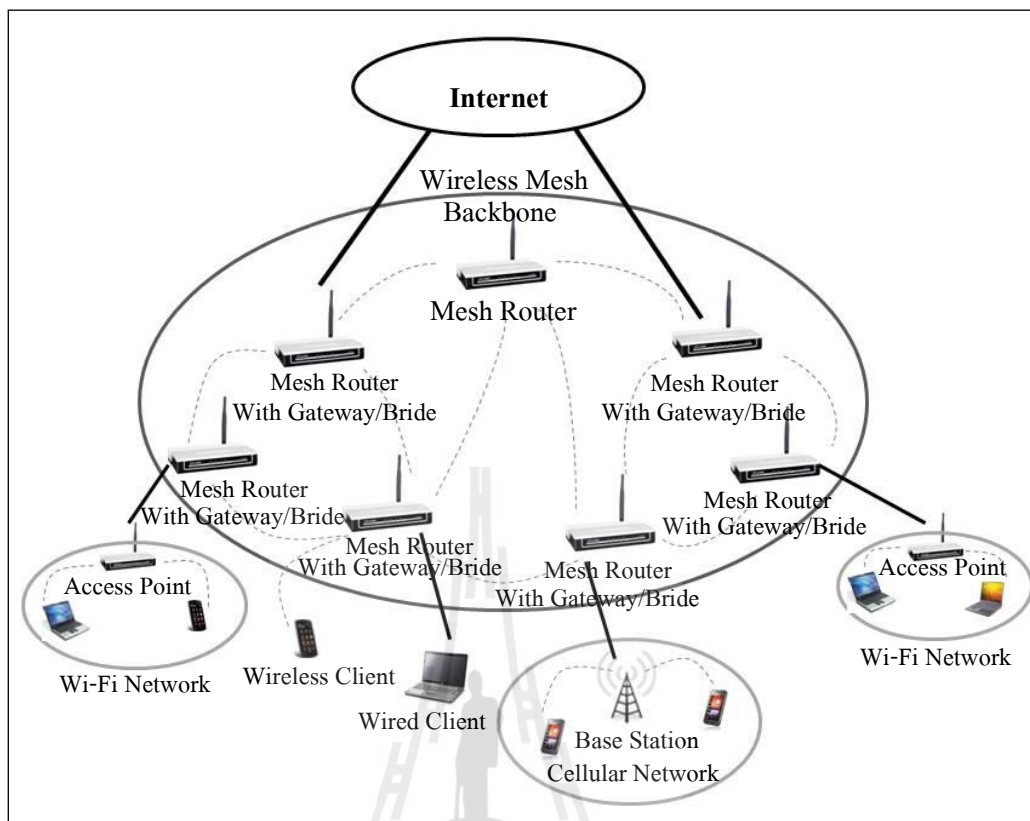 Internet
Wireless Mesh
Backbone
Mesh Router
Mesh Router
With Gateway/Bride
Mesh Router
With Gateway/Bride
Mesh Router
With Gateway/Bride
Mesh Router
With Gateway/Bride
Mesh Router
With Gateway/Bride
Mesh Router
With Gateway/Bride
Access Point
Wi-Fi Network
Access Point
Wi-Fi Network
Wireless Client
Wired Client
Base Station
Cellular Network